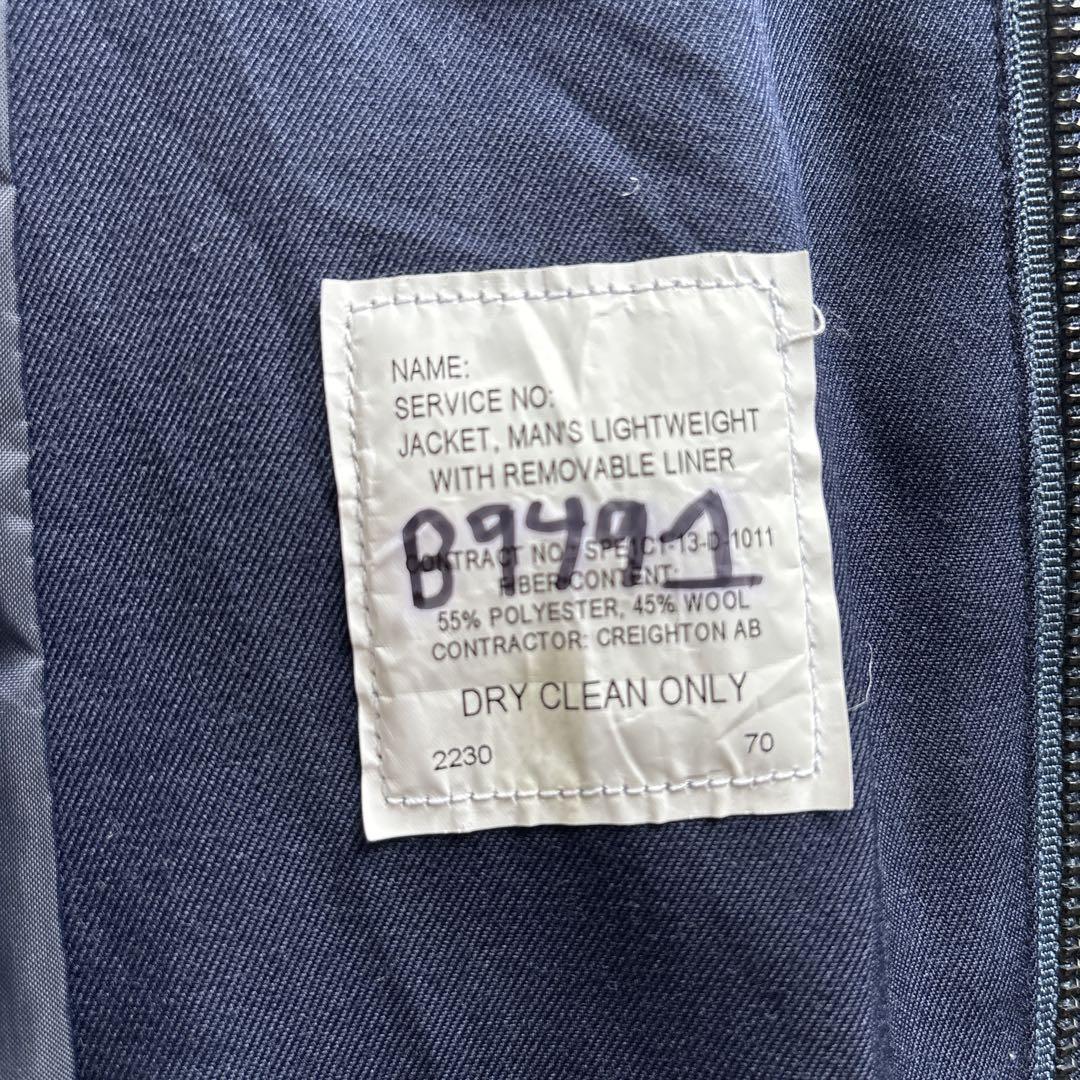 NAME:
SERVICE NO:
JACKET, MAN'S LIGHTWEIGHT
WITH REMOVABLE LINER
B9491
CONTRACT NO: SPE1C1-13-D-1011
FIBER CONTENT:
55% POLYESTER, 45% WOOL
CONTRACTOR: CREIGHTON AB
DRY CLEAN ONLY
2230 70